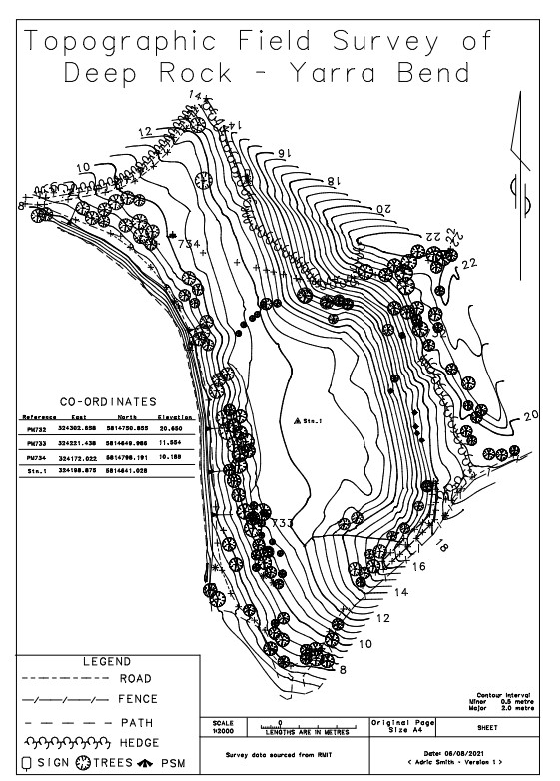 Topographic Field Survey of
Deep Rock - Yarra Bend
14
14
12
16
10
18
8
20
22
22
22
22
734
CO-ORDINATES
Reference East North Elevation
PM732 324302.656 5814750.855 20.650
PM733 324221.436 5814649.966 11.554
PM734 324172.022 5814796.191 10.188
Stn.1 324198.875 5814641.028
Stn.1
20
733
18
16
14
12
10
8
LEGEND
ROAD
FENCE
PATH
HEDGE
SIGN TREES PSM
Contour Interval
Minor 0.5 metre
Major 2.0 metre
SCALE
1:2000
0
LENGTHS ARE IN METRES
Original Page
Size A4
SHEET
Survey data sourced from RMIT
Date: 06/08/2021
< Adric Smith - Version 1 >